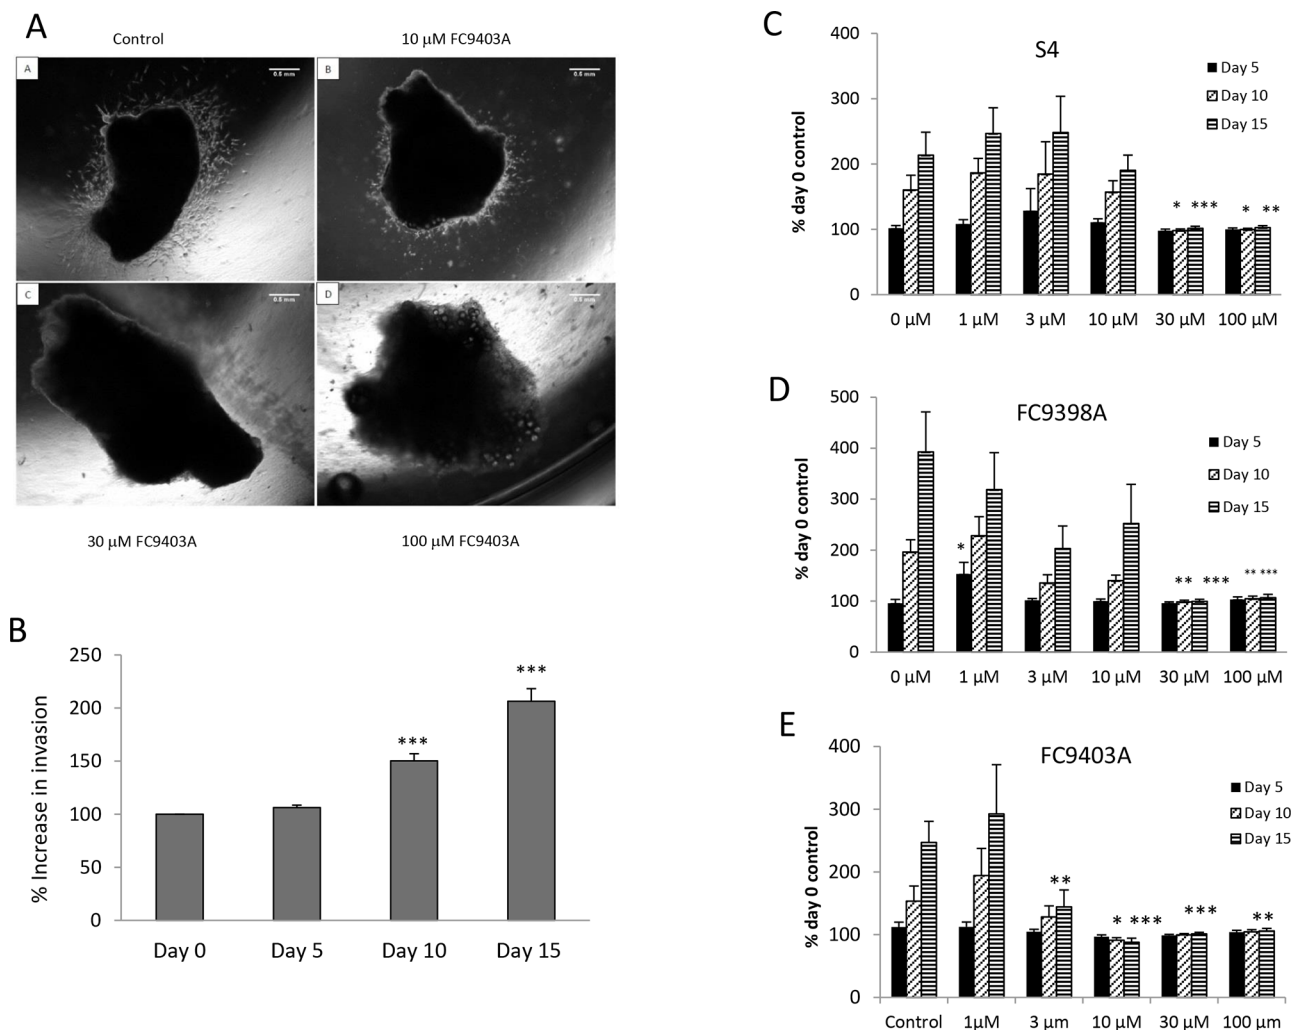 A
Control
10 µM FC9403A
A
0.5 mm
B
0.5 mm
C
0.5 mm
D
0.5 mm
30 µM FC9403A
100 µM FC9403A
B
% Increase in invasion
250
200
150
100
50
0
***
***
Day 0 Day 5 Day 10 Day 15
C
S4
% day 0 control
400
300
200
100
0
Day 5
Day 10
Day 15
* *** * **
0 µM 1 µM 3 µM 10 µM 30 µM 100 µM
D
FC9398A
% day 0 control
500
400
300
200
100
0
Day 5
Day 10
Day 15
* ** *** ** ***
0 µM 1 µM 3 µM 10 µM 30 µM 100 µM
E
FC9403A
% day 0 control
400
300
200
100
0
Day 5
Day 10
Day 15
** * *** *** **
Control 1µM 3 µm 10 µM 30 µM 100 µm